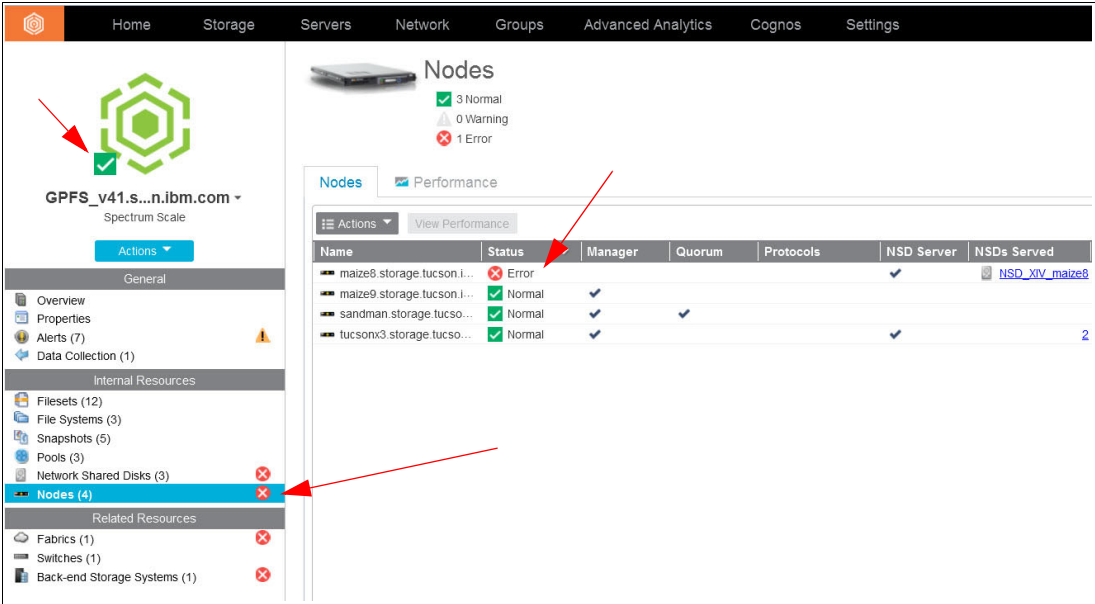 Home Storage Servers Network Groups Advanced Analytics Cognos Settings
GPFS_v41.s...n.ibm.com
Spectrum Scale
Actions
General
Overview
Properties
Alerts (7)
Data Collection (1)
Internal Resources
Filesets (12)
File Systems (3)
Snapshots (5)
Pools (3)
Network Shared Disks (3)
Nodes (4)
Related Resources
Fabrics (1)
Switches (1)
Back-end Storage Systems (1)
Nodes
3 Normal
0 Warning
1 Error
Nodes Performance
Actions View Performance
Name Status Manager Quorum Protocols NSD Server NSDs Served
maize8.storage.tucson.i... Error NSD_XIV_maize8
maize9.storage.tucson.i... Normal
sandman.storage.tucso... Normal
tucsonx3.storage.tucso... Normal 2